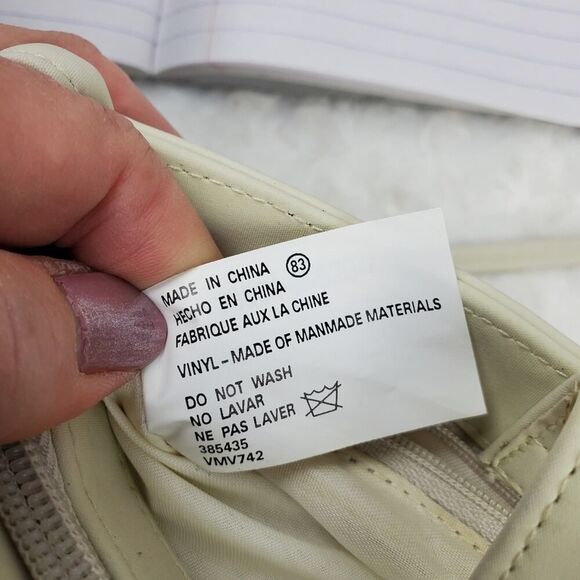 MADE IN CHINA 83
HECHO EN CHINA
FABRIQUE AUX LA CHINE
VINYL-MADE OF MANMADE MATERIALS
DO NOT WASH
NO LAVAR
NE PAS LAVER
385435
VMV742